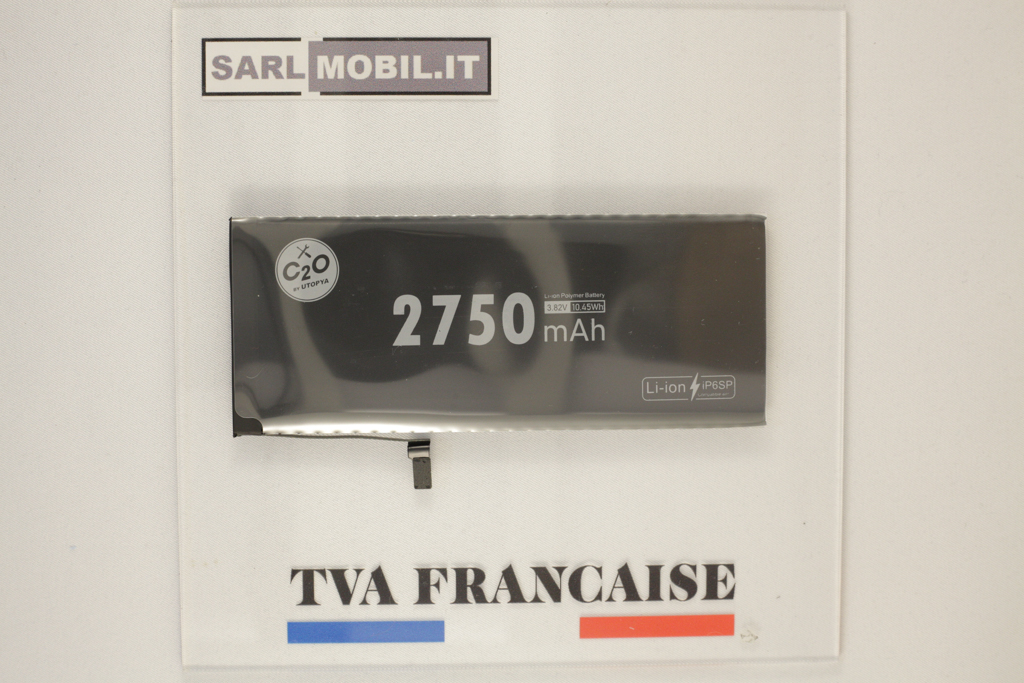 SARL MOBIL.IT
C2O
BY UTOPYA
2750 mAh
Li-ion Polymer Battery
3.82V 10.45Wh
Li-ion iP6SP
TVA FRANCAISE